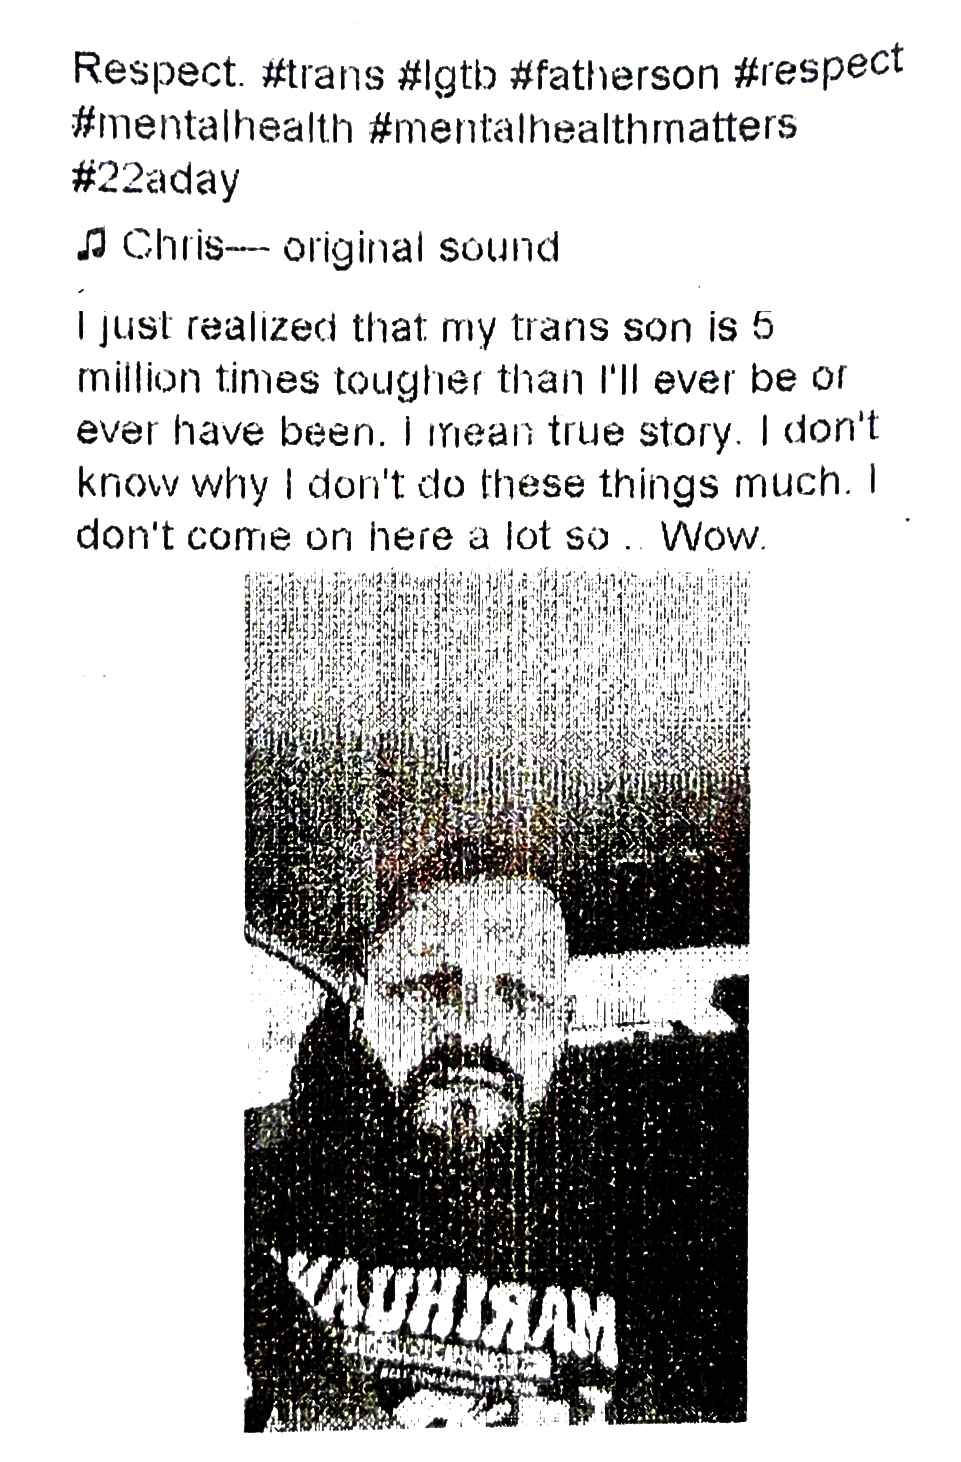 Respect. #trans #lgtb #fatherson #respect
#mentalhealth #mentalhealthmatters
#22aday
♫ Chris— original sound
I just realized that my trans son is 5
million times tougher than I'll ever be or
ever have been. I mean true story. I don't
know why I don't do these things much. I
don't come on here a lot so .. Wow.
MARIHUAN